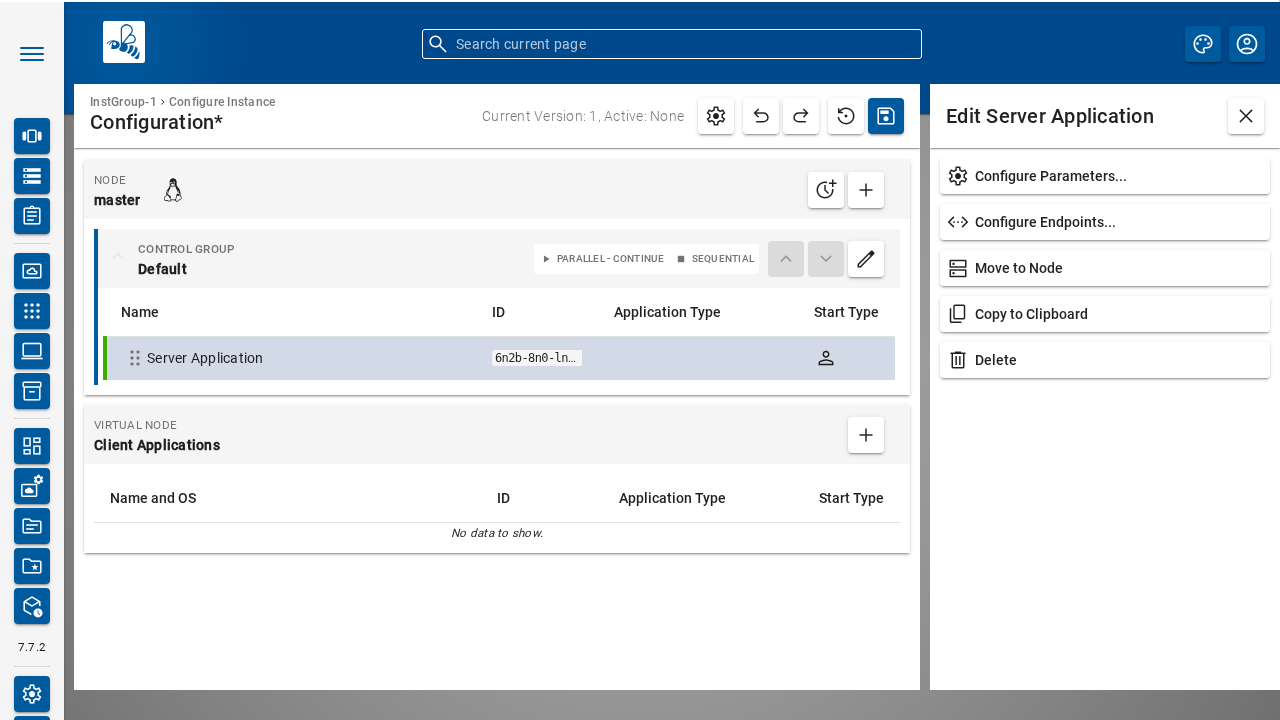 Search current page
InstGroup-1 › Configure Instance
Configuration*
Current Version: 1, Active: None
Edit Server Application
Configure Parameters...
Configure Endpoints...
Move to Node
Copy to Clipboard
Delete
NODE
master
CONTROL GROUP
Default
PARALLEL - CONTINUE
SEQUENTIAL
Name
ID
Application Type
Start Type
Server Application
6n2b-8n0-ln…
VIRTUAL NODE
Client Applications
Name and OS
ID
Application Type
Start Type
No data to show.
7.7.2